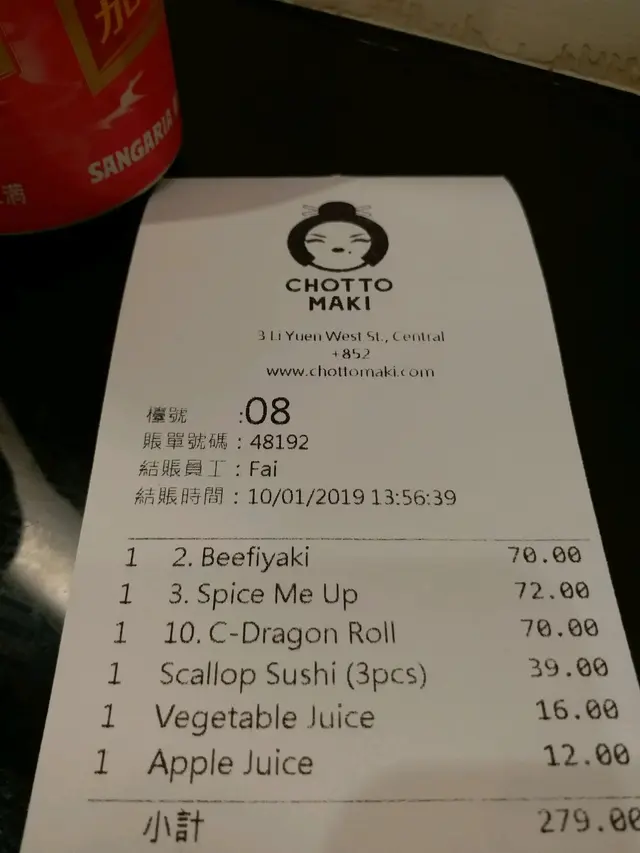 加
SANGARIA
満
CHOTTO
MAKI
3 Li Yuen West St., Central
+852
www.chottomaki.com
檯號 :08
賬單號碼 : 48192
結賬員工 : Fai
結賬時間 : 10/01/2019 13:56:39
1 2. Beefiyaki 70.00
1 3. Spice Me Up 72.00
1 10. C-Dragon Roll 70.00
1 Scallop Sushi (3pcs) 39.00
1 Vegetable Juice 16.00
1 Apple Juice 12.00
小計 279.00